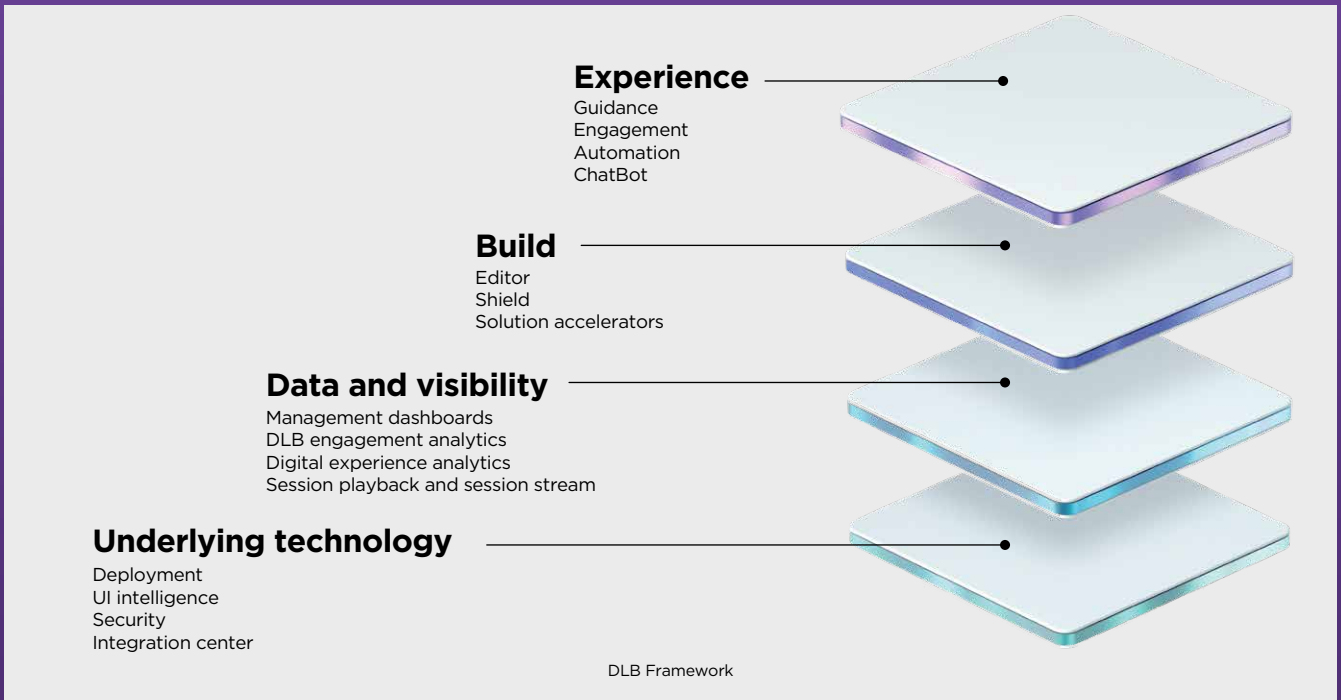 Experience
Guidance
Engagement
Automation
ChatBot
Build
Editor
Shield
Solution accelerators
Data and visibility
Management dashboards
DLB engagement analytics
Digital experience analytics
Session playback and session stream
Underlying technology
Deployment
UI intelligence
Security
Integration center
DLB Framework